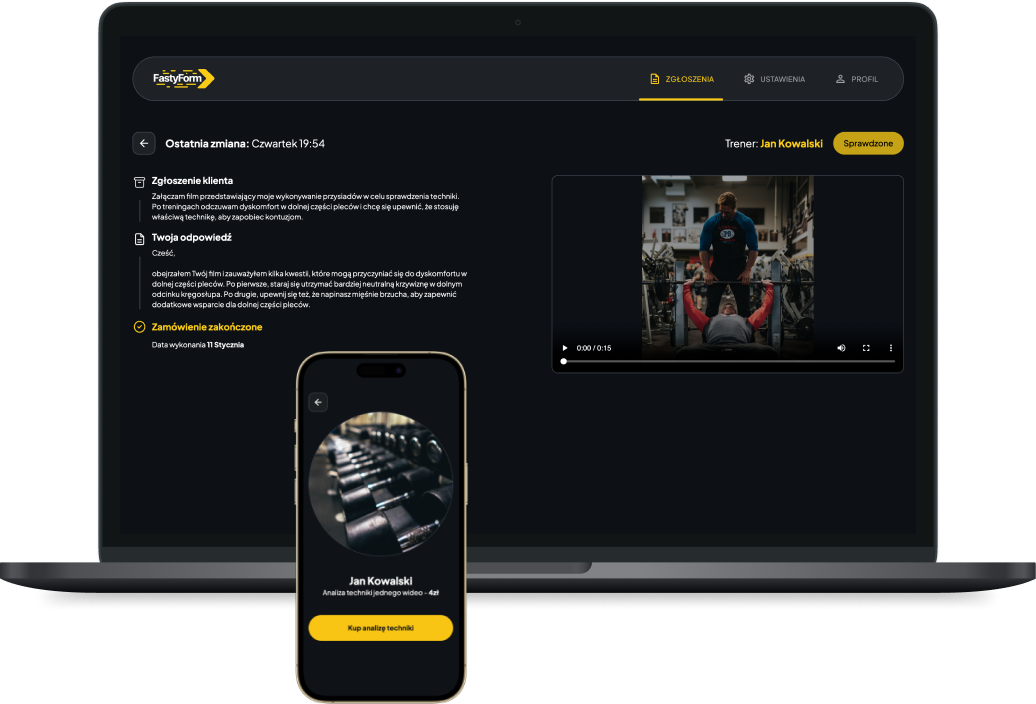 FastyForm
ZGŁOSZENIA
USTAWIENIA
PROFIL
Ostatnia zmiana: Czwartek 19:54
Trener: Jan Kowalski
Sprawdzone
Zgłoszenie klienta
Załączam film przedstawiający moje wykonywanie przysiadów w celu sprawdzenia techniki.
Po treningach odczuwam dyskomfort w dolnej części pleców i chcę się upewnić, że stosuję
właściwą technikę, aby zapobiec kontuzjom.
Twoja odpowiedź
Cześć,
obejrzałem Twój film i zauważyłem kilka kwestii, które mogą przyczyniać się do dyskomfortu w
dolnej części pleców. Po pierwsze, staraj się utrzymać bardziej neutralną krzywiznę w dolnym
odcinku kręgosłupa. Po drugie, upewnij się też, że napinasz mięśnie brzucha, aby zapewnić
dodatkowe wsparcie dla dolnej części pleców.
Zamówienie zakończone
Data wykonania 11 Stycznia
0:00 / 0:15
Jan Kowalski
Analiza techniki jednego wideo - 4zł
Kup analizę techniki